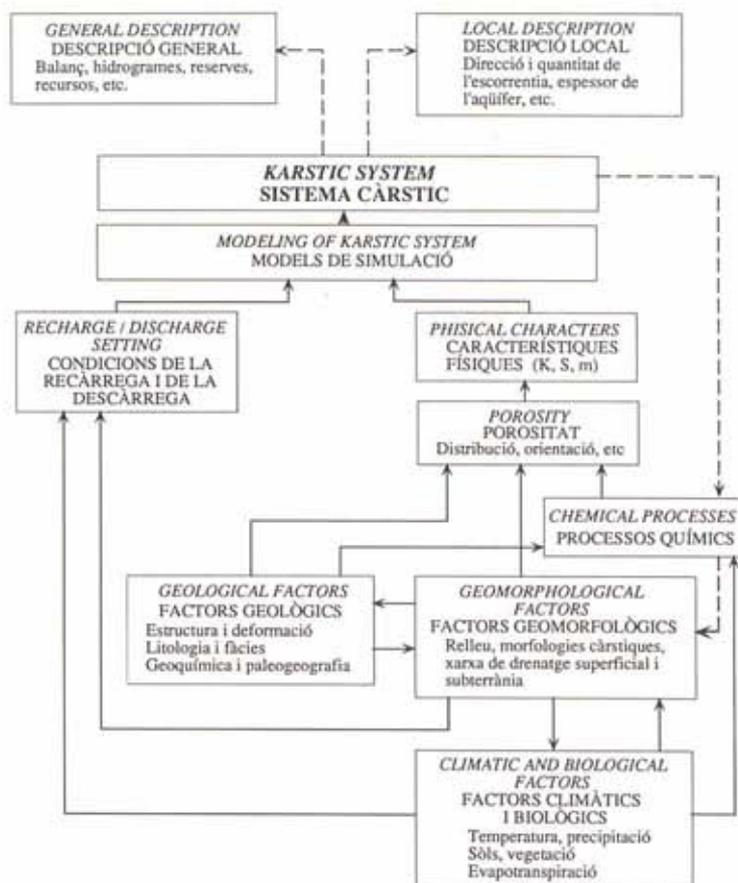 GENERAL DESCRIPTION
DESCRIPCIÓ GENERAL
Balanç, hidrogrames, reserves,
recursos, etc.
LOCAL DESCRIPTION
DESCRIPCIÓ LOCAL
Direcció i quantitat de
l'escorrentia, espessor de
l'aqüífer, etc.
KARSTIC SYSTEM
SISTEMA CÀRSTIC
MODELING OF KARSTIC SYSTEM
MODELS DE SIMULACIÓ
RECHARGE / DISCHARGE
SETTING
CONDICIONS DE LA
RECÀRREGA I DE LA
DESCÀRREGA
PHISICAL CHARACTERS
CARACTERÍSTIQUES
FÍSIQUES (K, S, m)
POROSITY
POROSITAT
Distribució, orientació, etc
CHEMICAL PROCESSES
PROCESSOS QUÍMICS
GEOLOGICAL FACTORS
FACTORS GEOLÒGICS
Estructura i deformació
Litologia i fàcies
Geoquímica i paleogeografia
GEOMORPHOLOGICAL
FACTORS
FACTORS GEOMORFOLÒGICS
Relleu, morfologies càrstiques,
xarxa de drenatge superficial i
subterrània
CLIMATIC AND BIOLOGICAL
FACTORS
FACTORS CLIMÀTICS
I BIOLÒGICS
Temperatura, precipitació
Sòls, vegetació
Evapotranspiració